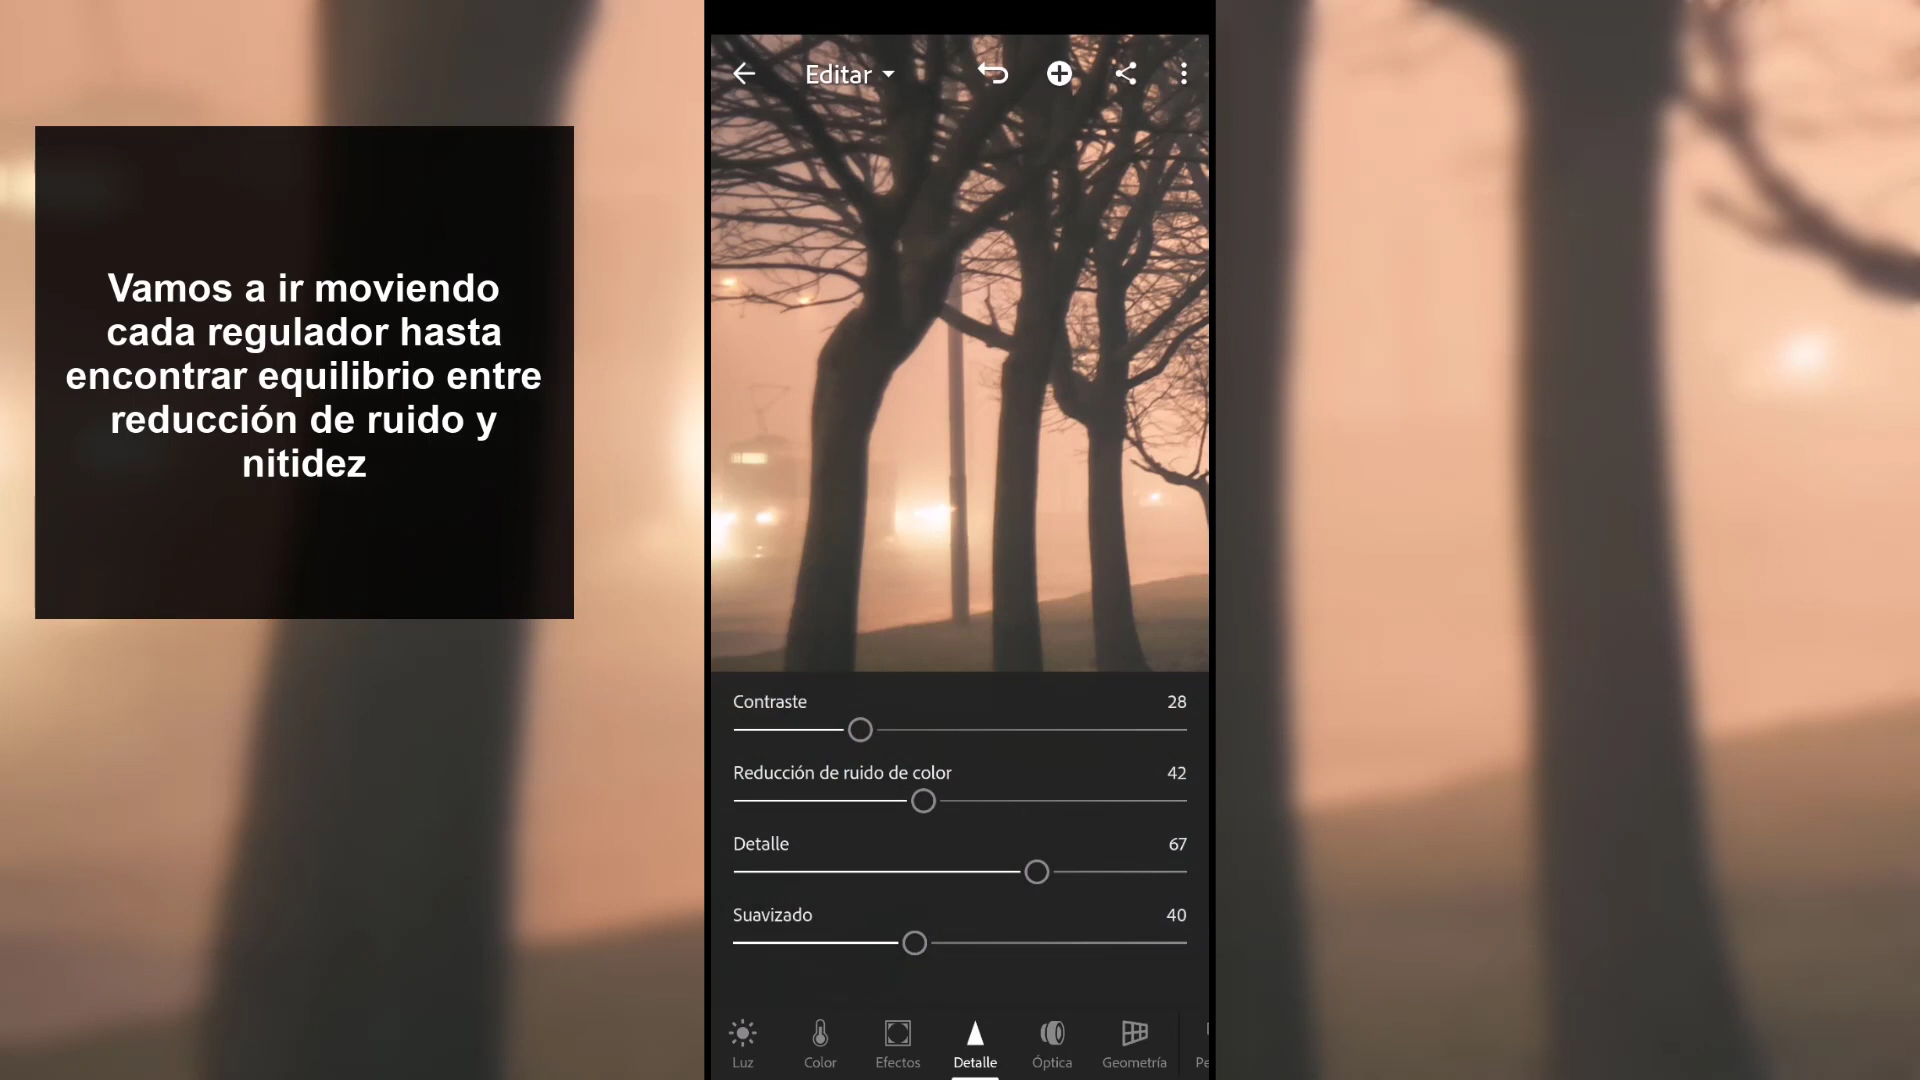 Vamos a ir moviendo
cada regulador hasta
encontrar equilibrio entre
reducción de ruido y
nitidez
Editar
Contraste 28
Reducción de ruido de color 42
Detalle 67
Suavizado 40
Luz Color Efectos Detalle Óptica Geometría Pe